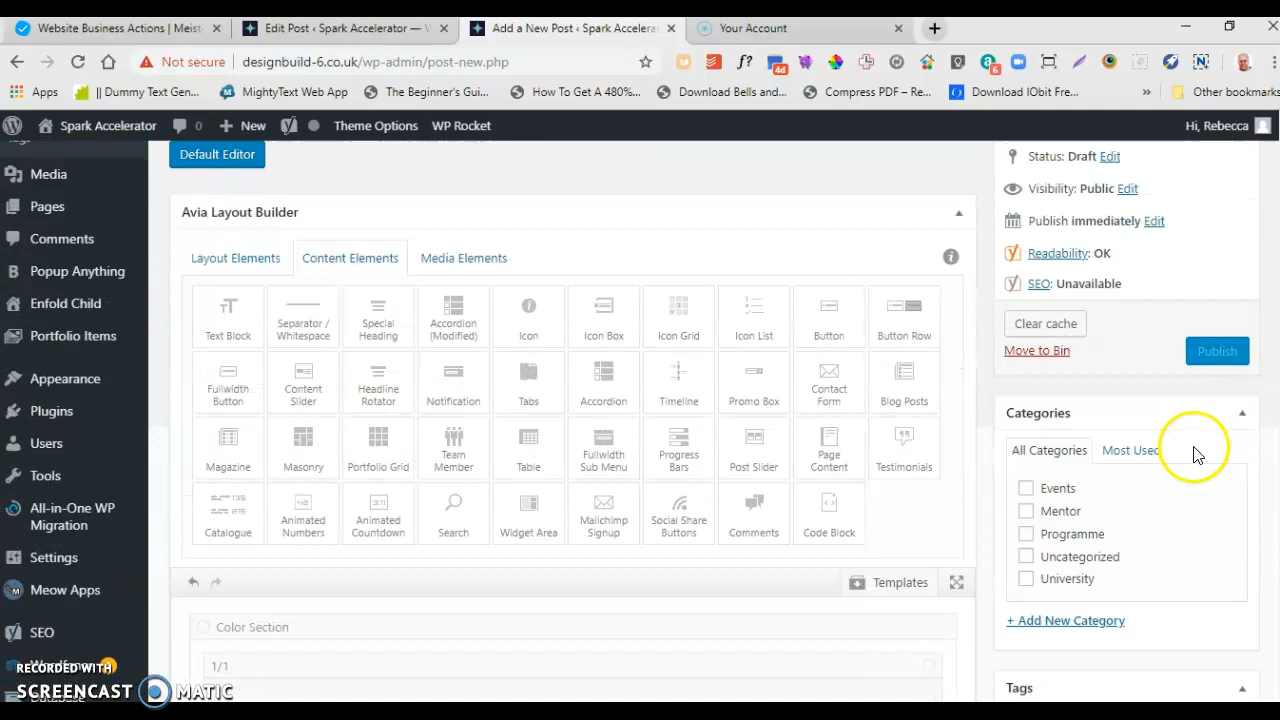 Website Business Actions | Meist
Edit Post ‹ Spark Accelerator — W
Add a New Post ‹ Spark Accelera
Your Account
Not secure
designbuild-6.co.uk/wp-admin/post-new.php
f?
4d
6
N
Apps
|| Dummy Text Gen...
MightyText Web App
The Beginner's Gui...
How To Get A 480%...
Download Bells and...
Compress PDF – Re...
Download IObit Fre...
»
Other bookmarks
Spark Accelerator
0
New
Theme Options
WP Rocket
Hi, Rebecca
Media
Pages
Comments
Popup Anything
Enfold Child
Portfolio Items
Appearance
Plugins
Users
Tools
All-in-One WP
Migration
Settings
Meow Apps
SEO
Default Editor
Avia Layout Builder
Layout Elements
Content Elements
Media Elements
Text Block
Separator /
Whitespace
Special
Heading
Accordion
(Modified)
Icon
Icon Box
Icon Grid
Icon List
Button
Button Row
Fullwidth
Button
Content
Slider
Headline
Rotator
Notification
Tabs
Accordion
Timeline
Promo Box
Contact
Form
Blog Posts
Magazine
Masonry
Portfolio Grid
Team
Member
Table
Fullwidth
Sub Menu
Progress
Bars
Post Slider
Page
Content
Testimonials
Catalogue
Animated
Numbers
Animated
Countdown
Search
Widget Area
Mailchimp
Signup
Social Share
Buttons
Comments
Code Block
Templates
Color Section
1/1
Status: Draft Edit
Visibility: Public Edit
Publish immediately Edit
Readability: OK
SEO: Unavailable
Clear cache
Move to Bin
Publish
Categories
All Categories
Most Used
Events
Mentor
Programme
Uncategorized
University
+ Add New Category
Tags
RECORDED WITH
SCREENCAST MATIC